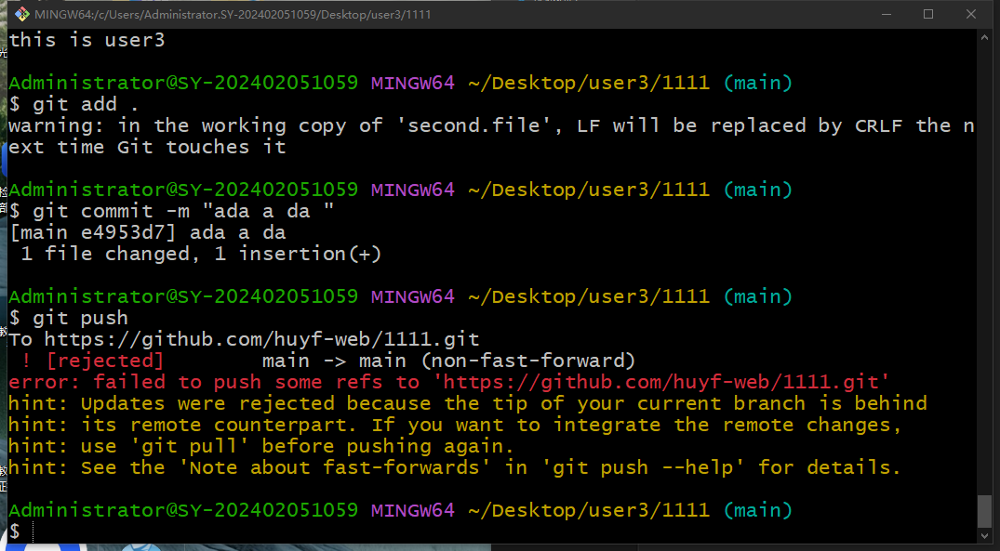 MINGW64:/c/Users/Administrator.SY-202402051059/Desktop/user3/1111
this is user3
Administrator@SY-202402051059 MINGW64 ~/Desktop/user3/1111 (main)
$ git add .
warning: in the working copy of 'second.file', LF will be replaced by CRLF the n
ext time Git touches it
Administrator@SY-202402051059 MINGW64 ~/Desktop/user3/1111 (main)
$ git commit -m "ada a da "
[main e4953d7] ada a da
1 file changed, 1 insertion(+)
Administrator@SY-202402051059 MINGW64 ~/Desktop/user3/1111 (main)
$ git push
To https://github.com/huyf-web/1111.git
! [rejected]        main -> main (non-fast-forward)
error: failed to push some refs to 'https://github.com/huyf-web/1111.git'
hint: Updates were rejected because the tip of your current branch is behind
hint: its remote counterpart. If you want to integrate the remote changes,
hint: use 'git pull' before pushing again.
hint: See the 'Note about fast-forwards' in 'git push --help' for details.
Administrator@SY-202402051059 MINGW64 ~/Desktop/user3/1111 (main)
$